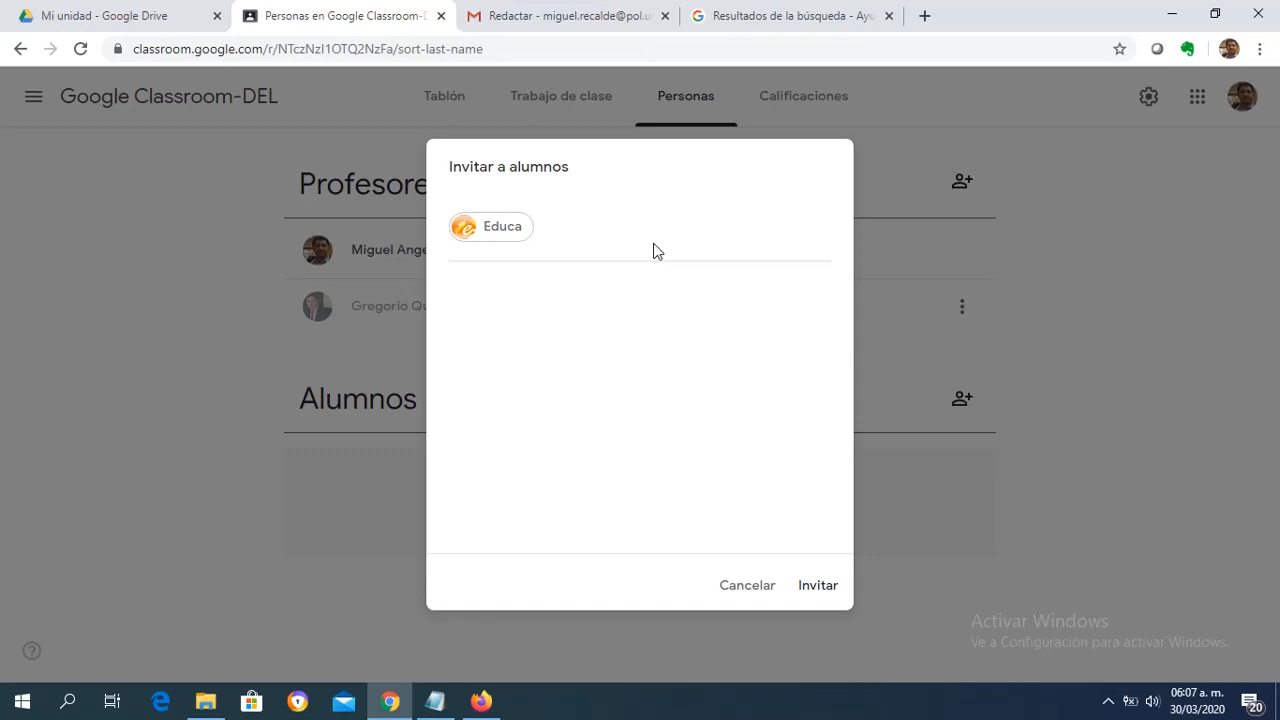 Mi unidad - Google Drive
Personas en Google Classroom-D
Redactar - miguel.recalde@pol.u
Resultados de la búsqueda - Ayu
classroom.google.com/r/NTczNzI1OTQ2NzFa/sort-last-name
Google Classroom-DEL
Tablón
Trabajo de clase
Personas
Calificaciones
Profesore
Miguel Ange
Gregorio Qu
Invitar a alumnos
Educa
Alumnos
Cancelar
Invitar
Activar Windows
Ve a Configuración para activar Windows.
06:07 a. m.
30/03/2020
20